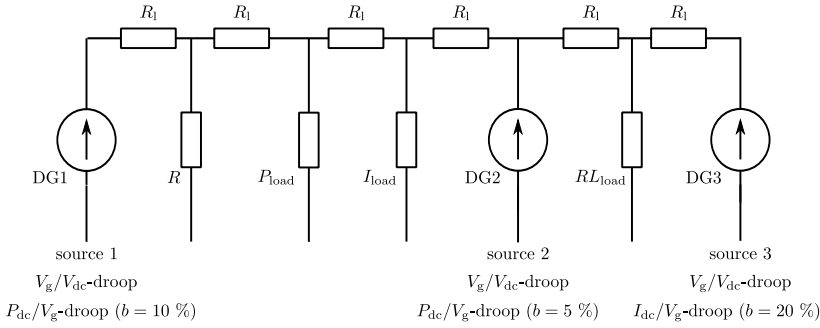 R_l R_l R_l R_l R_l R_l
DG1 R P_load I_load DG2 RL_load DG3
source 1 source 2 source 3
V_g/V_dc-droop V_g/V_dc-droop V_g/V_dc-droop
P_dc/V_g-droop (b = 10 %) P_dc/V_g-droop (b = 5 %) I_dc/V_g-droop (b = 20 %)